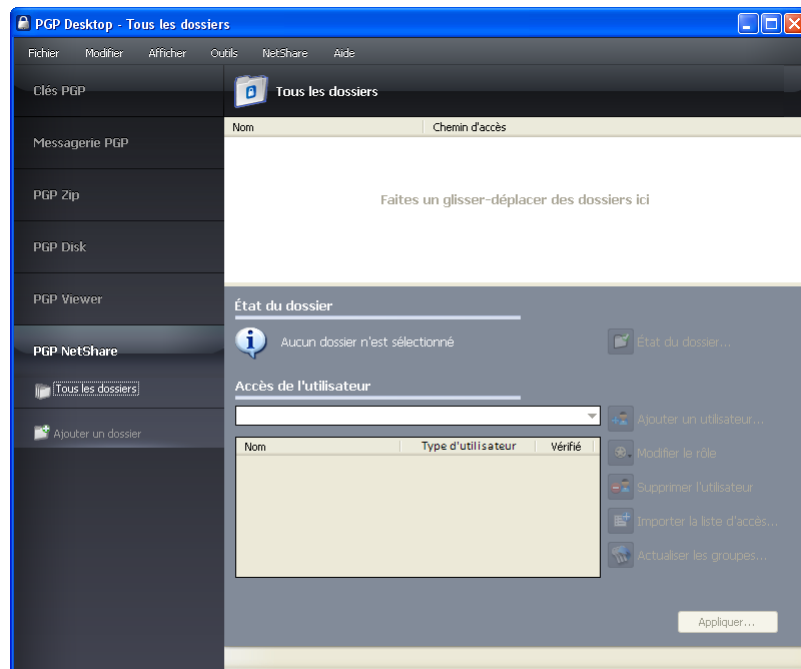 PGP Desktop - Tous les dossiers
Fichier Modifier Afficher Outils NetShare Aide
Clés PGP
Messagerie PGP
PGP Zip
PGP Disk
PGP Viewer
PGP NetShare
Tous les dossiers
Ajouter un dossier
Tous les dossiers
Nom Chemin d'accès
Faites un glisser-déplacer des dossiers ici
État du dossier
Aucun dossier n'est sélectionné
État du dossier...
Accès de l'utilisateur
Nom Type d'utilisateur Vérifié
Ajouter un utilisateur...
Modifier le rôle
Supprimer l'utilisateur
Importer la liste d'accès...
Actualiser les groupes...
Appliquer...